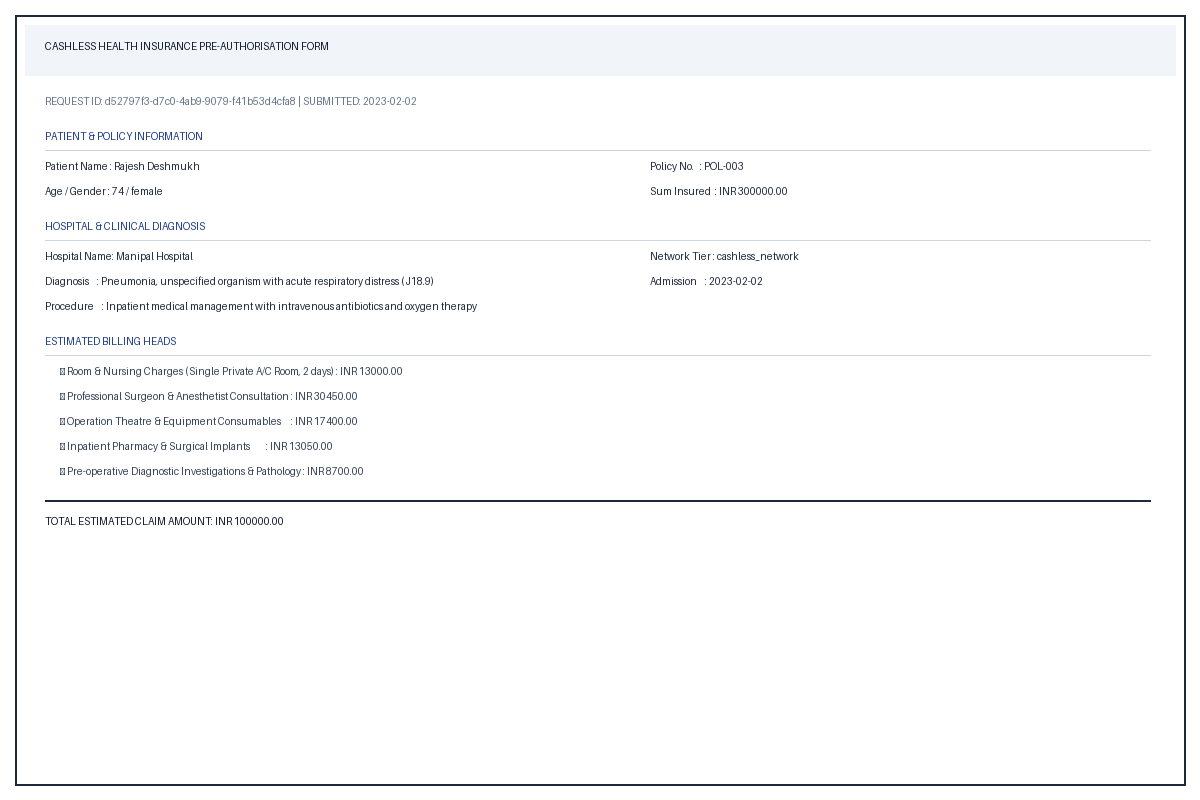 CASHLESS HEALTH INSURANCE PRE-AUTHORISATION FORM
REQUEST ID: d52797f3-d7c0-4ab9-9079-f41b53d4cfa8 | SUBMITTED: 2023-02-02
PATIENT & POLICY INFORMATION
Patient Name : Rajesh Deshmukh Policy No. : POL-003
Age / Gender : 74 / female Sum Insured : INR 300000.00
HOSPITAL & CLINICAL DIAGNOSIS
Hospital Name: Manipal Hospital Network Tier : cashless_network
Diagnosis : Pneumonia, unspecified organism with acute respiratory distress (J18.9) Admission : 2023-02-02
Procedure : Inpatient medical management with intravenous antibiotics and oxygen therapy
ESTIMATED BILLING HEADS
Room & Nursing Charges (Single Private A/C Room, 2 days) : INR 13000.00
Professional Surgeon & Anesthetist Consultation : INR 30450.00
Operation Theatre & Equipment Consumables : INR 17400.00
Inpatient Pharmacy & Surgical Implants : INR 13050.00
Pre-operative Diagnostic Investigations & Pathology : INR 8700.00
TOTAL ESTIMATED CLAIM AMOUNT: INR 100000.00